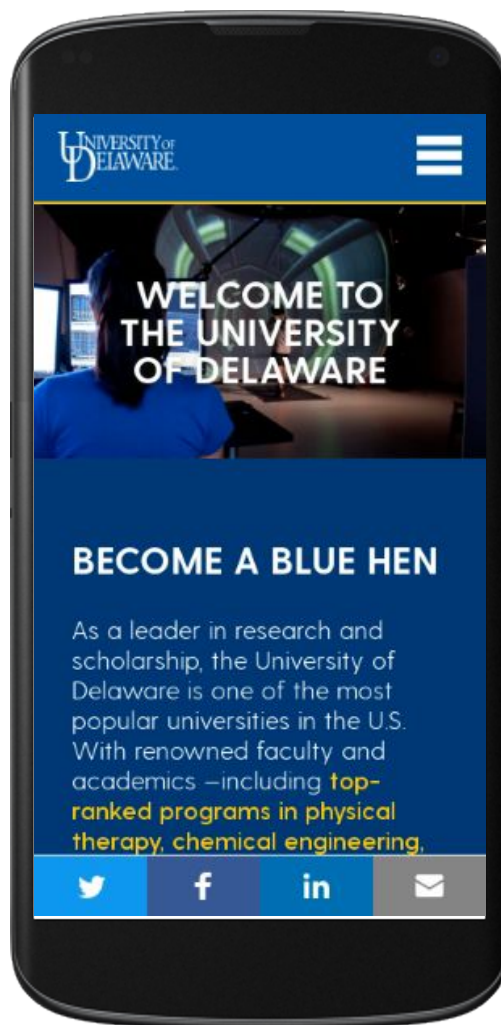 UNIVERSITY OF
DELAWARE
WELCOME TO
THE UNIVERSITY
OF DELAWARE
BECOME A BLUE HEN
As a leader in research and
scholarship, the University of
Delaware is one of the most
popular universities in the U.S.
With renowned faculty and
academics –including top-
ranked programs in physical
therapy, chemical engineering,
f
in